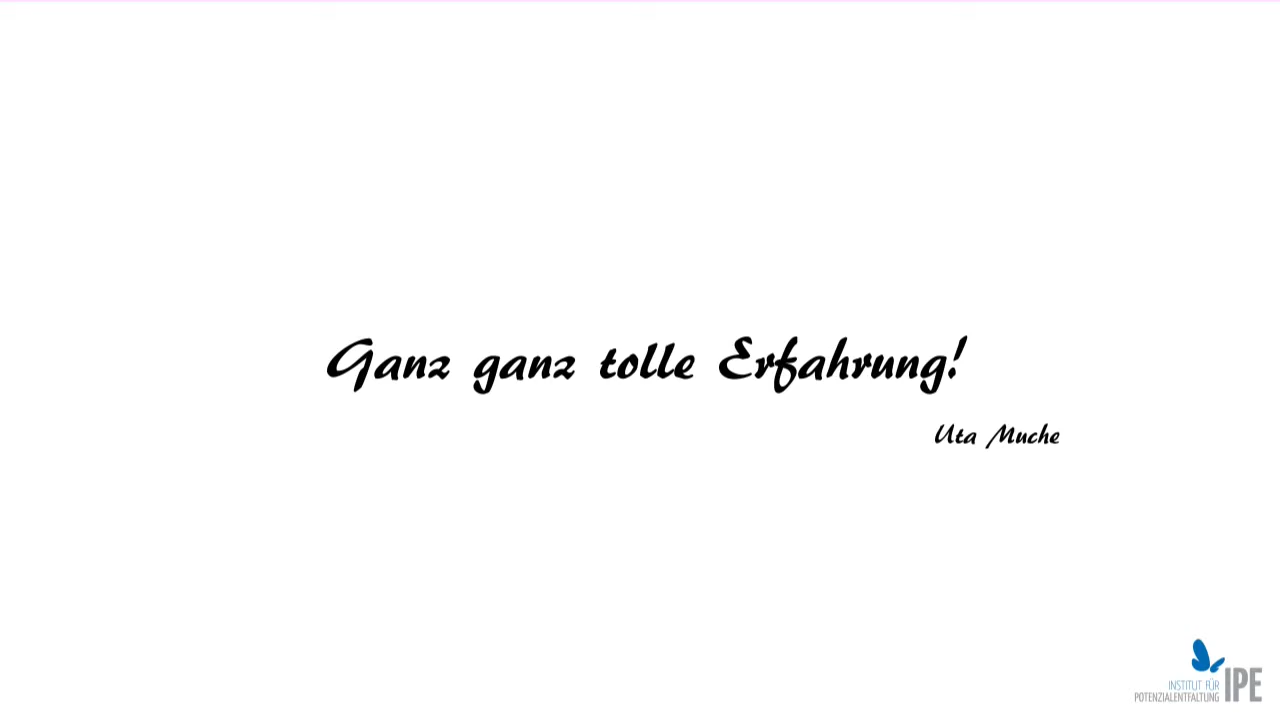 Ganz ganz tolle Erfahrung!
Uta Muche
INSTITUT FÜR
POTENZIALENTFALTUNG
IPE